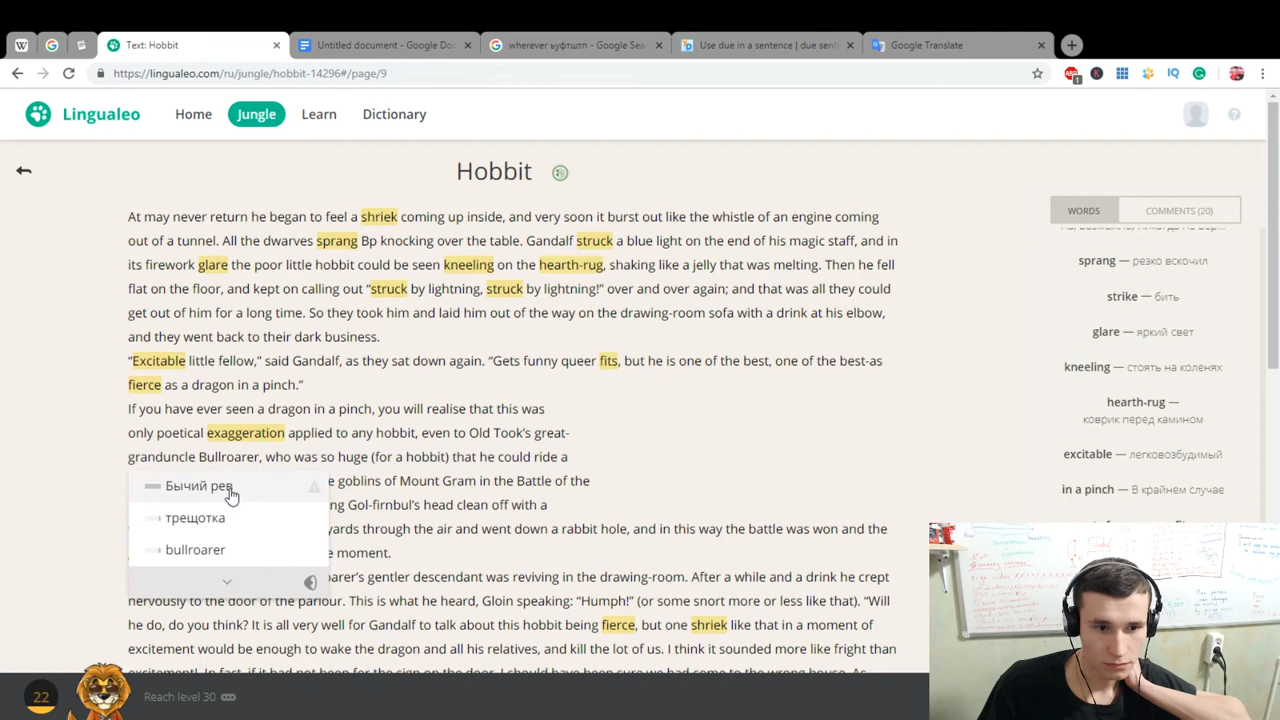 Text: Hobbit
Untitled document - Google Doc
wherever ьуфтштп - Google Sea
Use due in a sentence | due sent
Google Translate
https://lingualeo.com/ru/jungle/hobbit-14296#/page/9
Lingualeo
Home
Jungle
Learn
Dictionary
Hobbit
At may never return he began to feel a shriek coming up inside, and very soon it burst out like the whistle of an engine coming
out of a tunnel. All the dwarves sprang Bp knocking over the table. Gandalf struck a blue light on the end of his magic staff, and in
its firework glare the poor little hobbit could be seen kneeling on the hearth-rug, shaking like a jelly that was melting. Then he fell
flat on the floor, and kept on calling out “struck by lightning, struck by lightning!” over and over again; and that was all they could
get out of him for a long time. So they took him and laid him out of the way on the drawing-room sofa with a drink at his elbow,
and they went back to their dark business.
“Excitable little fellow,” said Gandalf, as they sat down again. “Gets funny queer fits, but he is one of the best, one of the best-as
fierce as a dragon in a pinch.”
If you have ever seen a dragon in a pinch, you will realise that this was
only poetical exaggeration applied to any hobbit, even to Old Took’s great-
granduncle Bullroarer, who was so huge (for a hobbit) that he could ride a
e goblins of Mount Gram in the Battle of the
ng Gol-firnbul’s head clean off with a
yards through the air and went down a rabbit hole, and in this way the battle was won and the
e moment.
arer’s gentler descendant was reviving in the drawing-room. After a while and a drink he crept
nervously to the door of the parlour. This is what he heard, Gloin speaking: “Humph!” (or some snort more or less like that). “Will
he do, do you think? It is all very well for Gandalf to talk about this hobbit being fierce, but one shriek like that in a moment of
excitement would be enough to wake the dragon and all his relatives, and kill the lot of us. I think it sounded more like fright than
Бычий рев
трещотка
bullroarer
WORDS
COMMENTS (20)
sprang — резко вскочил
strike — бить
glare — яркий свет
kneeling — стоять на коленях
hearth-rug —
коврик перед камином
excitable — легковозбудимый
in a pinch — В крайнем случае
22
Reach level 30